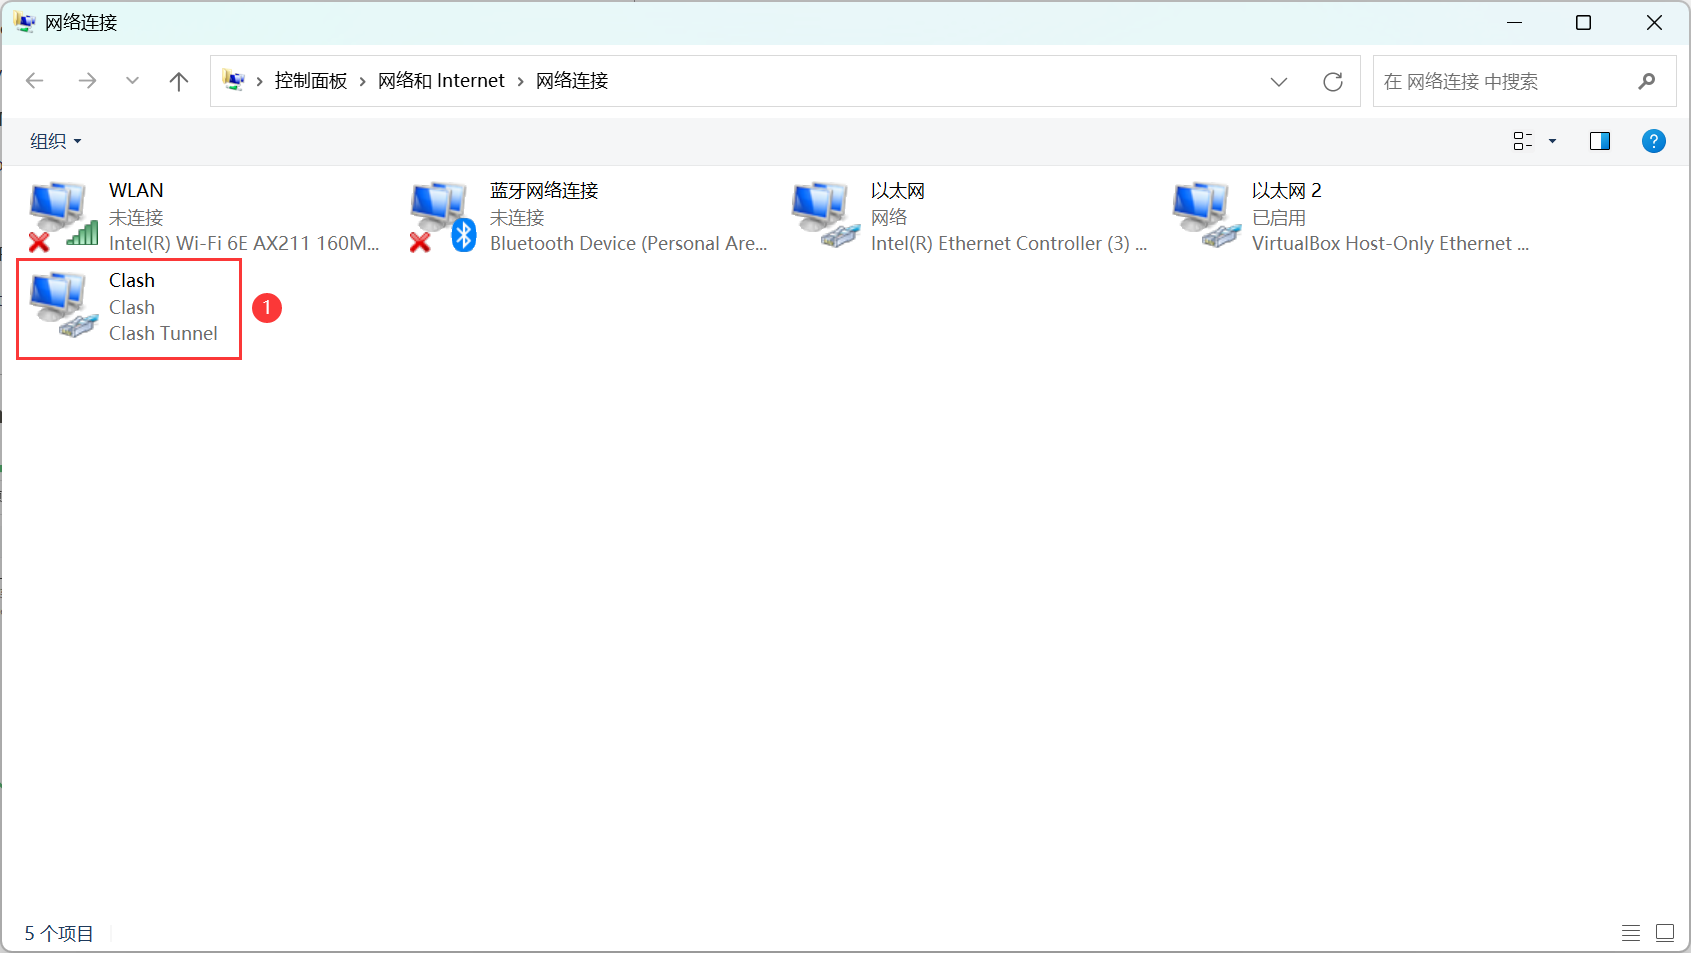 网络连接
控制面板 网络和 Internet 网络连接
在 网络连接 中搜索
组织
WLAN
未连接
Intel(R) Wi-Fi 6E AX211 160M...
蓝牙网络连接
未连接
Bluetooth Device (Personal Are...
以太网
网络
Intel(R) Ethernet Controller (3) ...
以太网 2
已启用
VirtualBox Host-Only Ethernet ...
Clash
Clash
Clash Tunnel
1
5 个项目